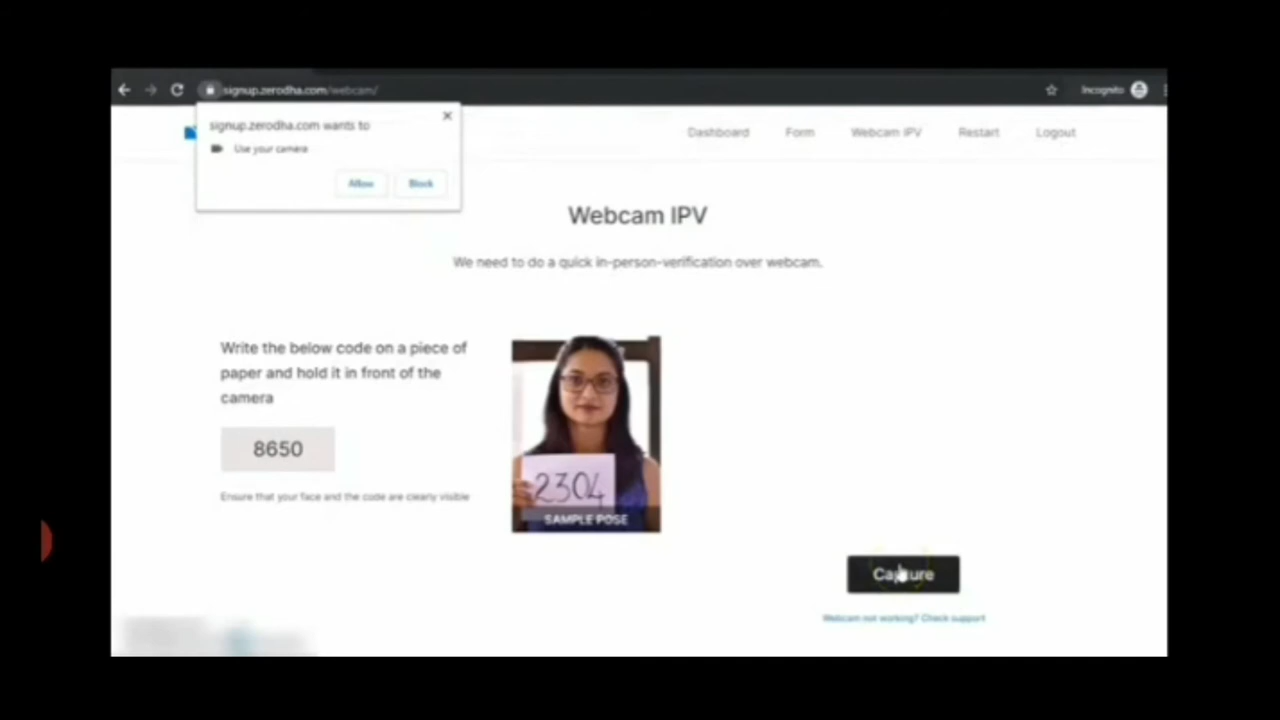 signup.zerodha.com/webcam/
Incognito
signup.zerodha.com wants to
Use your camera
Allow
Block
Dashboard
Form
Webcam IPV
Restart
Logout
Webcam IPV
We need to do a quick in-person-verification over webcam.
Write the below code on a piece of
paper and hold it in front of the
camera
8650
Ensure that your face and the code are clearly visible
2304
SAMPLE POSE
Capture
Webcam not working? Check support